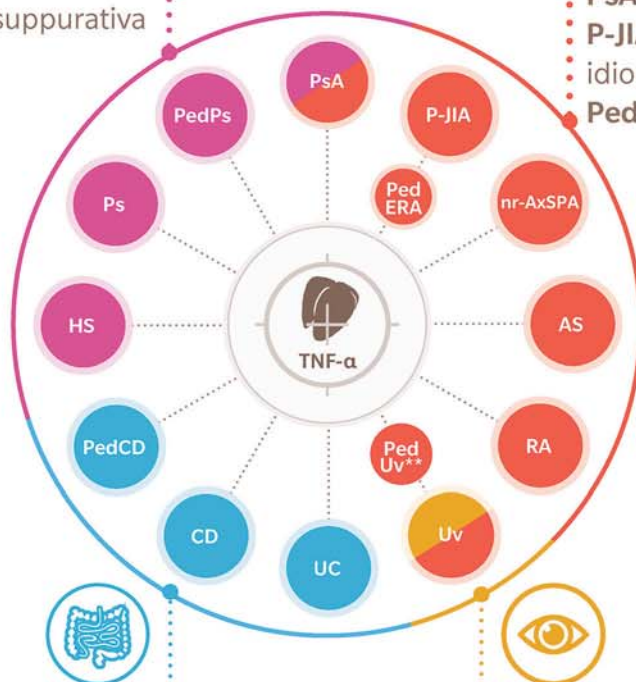 suppurativa
PsA
P-JIA
idio
Ped
PsA
PedPs
P-JIA
Ped
ERA
Ps
nr-AxSPA
HS
TNF-α
AS
PedCD
Ped
Uv**
RA
CD
UC
Uv